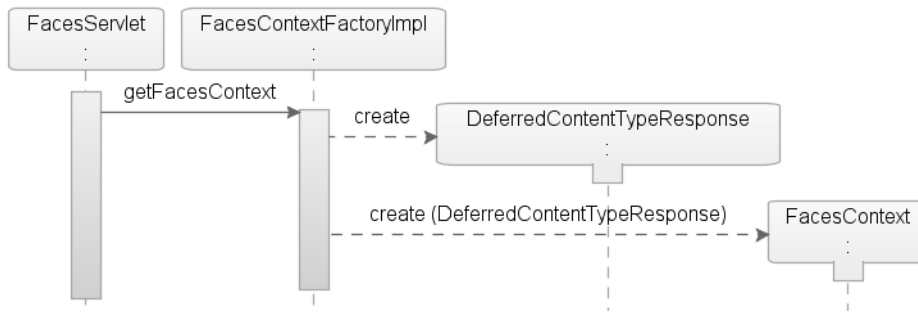 FacesServlet
:
FacesContextFactoryImpl
:
getFacesContext
create
DeferredContentTypeResponse
:
create (DeferredContentTypeResponse)
FacesContext
: